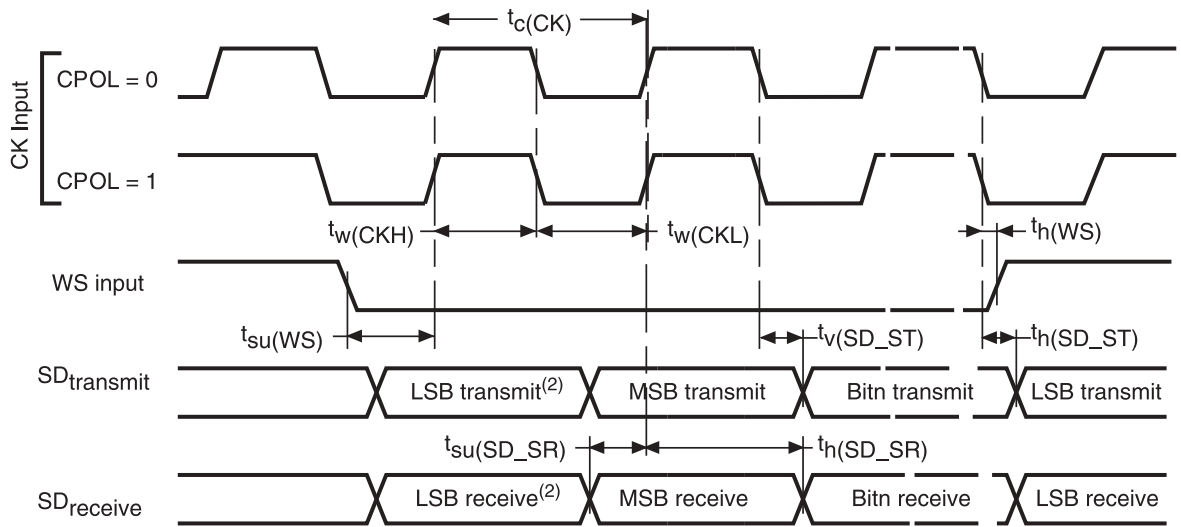 tc(CK)
CK Input
CPOL = 0
CPOL = 1
tw(CKH)
tw(CKL)
th(WS)
WS input
tsu(WS)
tv(SD_ST)
th(SD_ST)
SDtransmit
LSB transmit(2)
MSB transmit
Bitn transmit
LSB transmit
tsu(SD_SR)
th(SD_SR)
SDreceive
LSB receive(2)
MSB receive
Bitn receive
LSB receive